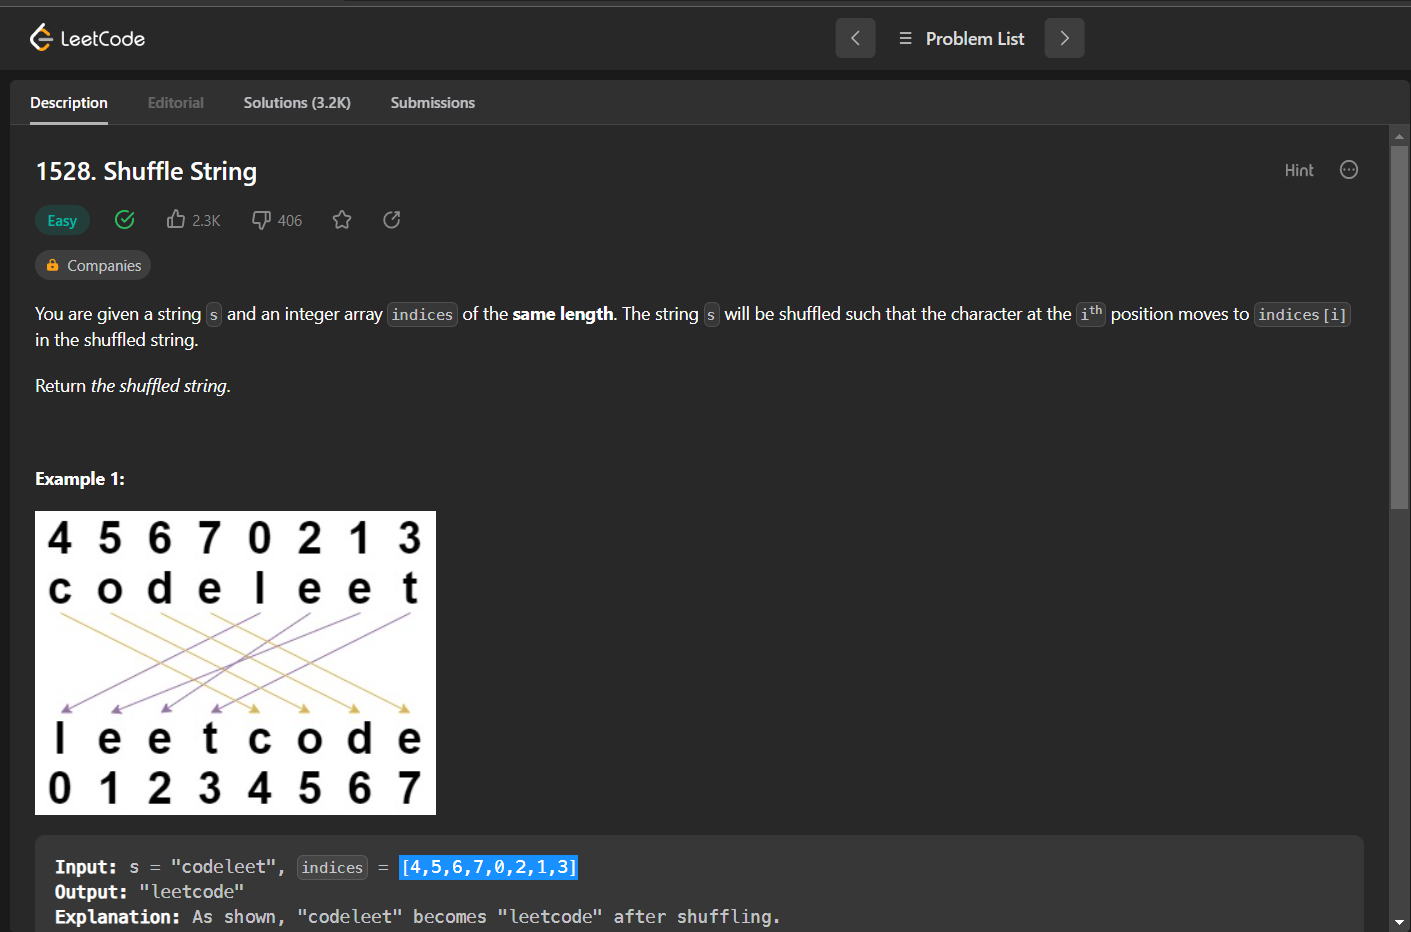 LeetCode
Problem List
Description Editorial Solutions (3.2K) Submissions
1528. Shuffle String
Hint
Easy 2.3K 406
Companies
You are given a string s and an integer array indices of the same length. The string s will be shuffled such that the character at the ith position moves to indices[i]
in the shuffled string.
Return the shuffled string.
Example 1:
4 5 6 7 0 2 1 3
c o d e l e e t
l e e t c o d e
0 1 2 3 4 5 6 7
Input: s = "codeleet", indices = [4,5,6,7,0,2,1,3]
Output: "leetcode"
Explanation: As shown, "codeleet" becomes "leetcode" after shuffling.